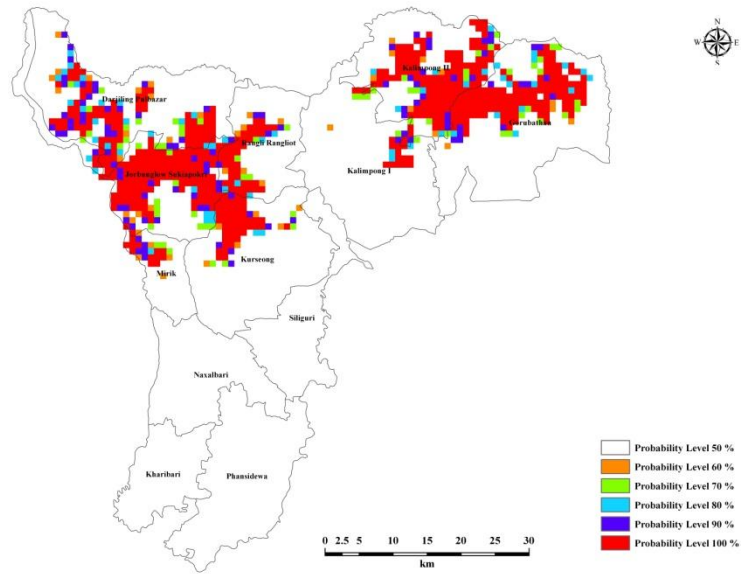 N
W E
S
Kalimpong II
Darjiling Pulbazar
Gorubathan
Rangli Rangliot
Kalimpong I
Jorbunglow Sukiapokri
Kurseong
Mirik
Siliguri
Naxalbari
Kharibari
Phansidewa
Probability Level 50 %
Probability Level 60 %
Probability Level 70 %
Probability Level 80 %
Probability Level 90 %
Probability Level 100 %
0 2.5 5 10 15 20 25 30
km